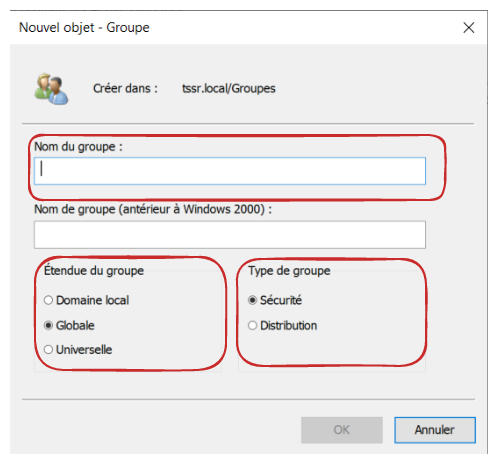 Nouvel objet - Groupe
Créer dans : tssr.local/Groupes
Nom du groupe :
Nom de groupe (antérieur à Windows 2000) :
Étendue du groupe
Domaine local
Globale
Universelle
Type de groupe
Sécurité
Distribution
OK
Annuler